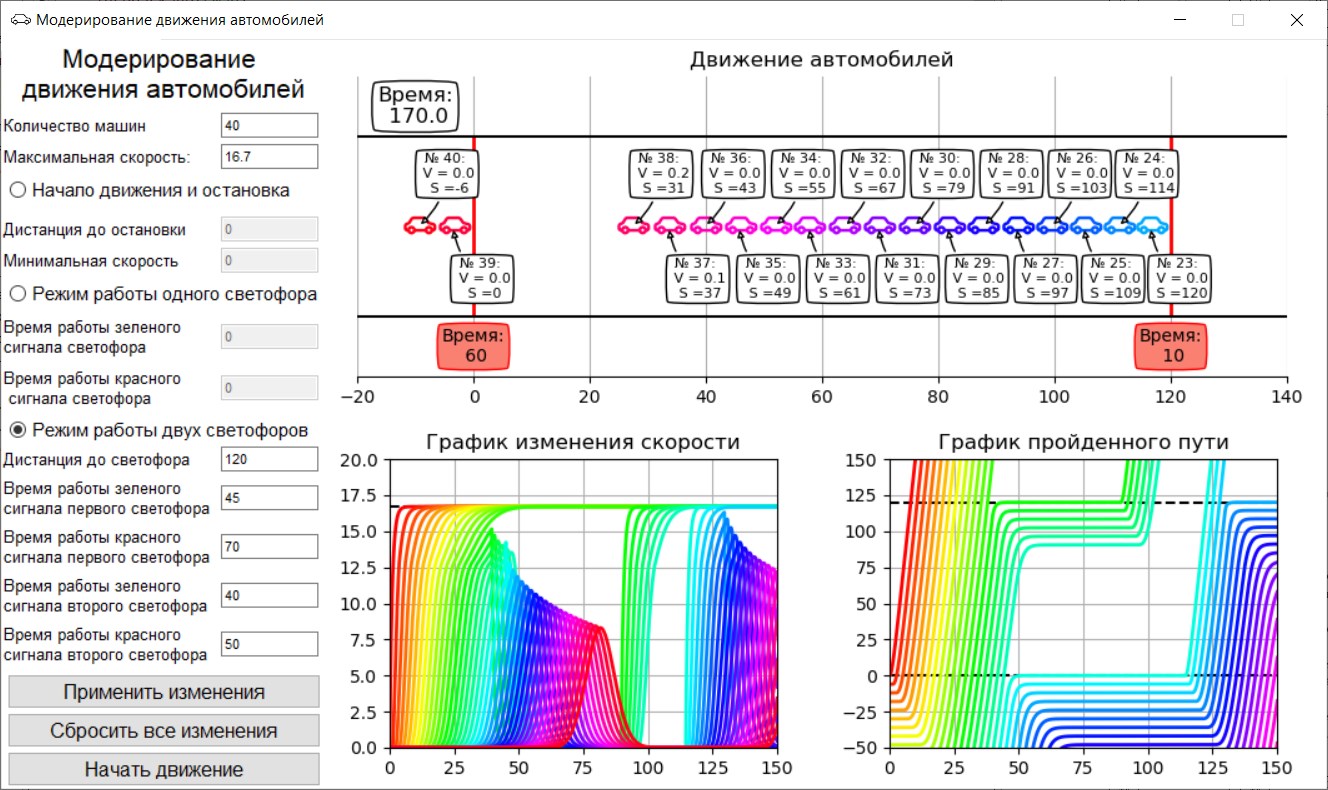 Модерирование движения автомобилей
Модерирование
движения автомобилей
Количество машин
40
Максимальная скорость:
16.7
Начало движения и остановка
Дистанция до остановки
0
Минимальная скорость
0
Режим работы одного светофора
Время работы зеленого
сигнала светофора
0
Время работы красного
сигнала светофора
0
Режим работы двух светофоров
Дистанция до светофора
120
Время работы зеленого
сигнала первого светофора
45
Время работы красного
сигнала первого светофора
70
Время работы зеленого
сигнала второго светофора
40
Время работы красного
сигнала второго светофора
50
Применить изменения
Сбросить все изменения
Начать движение
Движение автомобилей
Время:
170.0
№ 40:
V = 0.0
S =-6
№ 38:
V = 0.2
S =31
№ 36:
V = 0.0
S =43
№ 34:
V = 0.0
S =55
№ 32:
V = 0.0
S =67
№ 30:
V = 0.0
S =79
№ 28:
V = 0.0
S =91
№ 26:
V = 0.0
S =103
№ 24:
V = 0.0
S =114
№ 39:
V = 0.0
S =0
№ 37:
V = 0.1
S =37
№ 35:
V = 0.0
S =49
№ 33:
V = 0.0
S =61
№ 31:
V = 0.0
S =73
№ 29:
V = 0.0
S =85
№ 27:
V = 0.0
S =97
№ 25:
V = 0.0
S =109
№ 23:
V = 0.0
S =120
Время:
60
Время:
10
−20 0 20 40 60 80 100 120 140
График изменения скорости
20.0
17.5
15.0
12.5
10.0
7.5
5.0
2.5
0.0
0 25 50 75 100 125 150
График пройденного пути
150
125
100
75
50
25
0
−25
−50
0 25 50 75 100 125 150